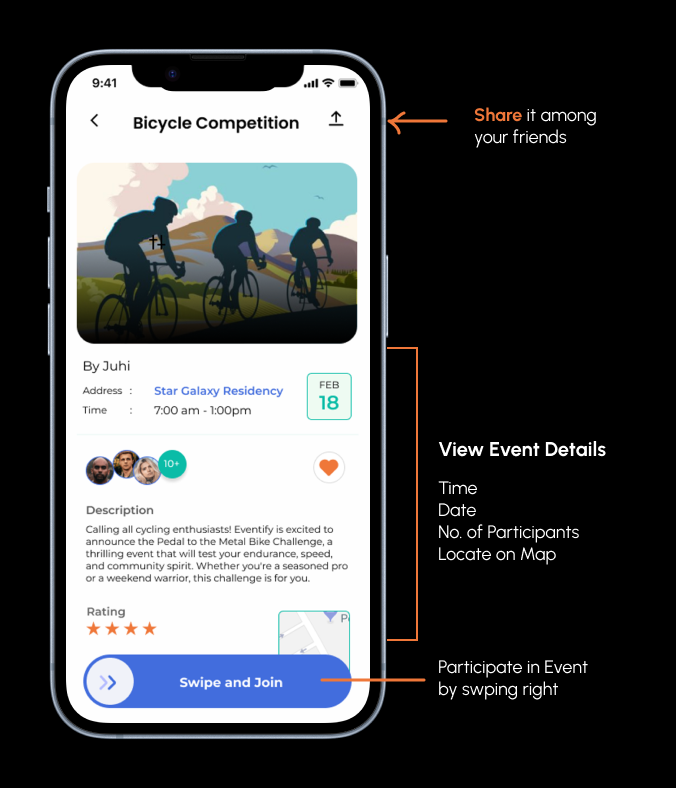 9:41
Bicycle Competition
Share it among
your friends
By Juhi
Address : Star Galaxy Residency
Time : 7:00 am - 1:00pm
FEB
18
10+
Description
Calling all cycling enthusiasts! Eventify is excited to
announce the Pedal to the Metal Bike Challenge, a
thrilling event that will test your endurance, speed,
and community spirit. Whether you're a seasoned pro
or a weekend warrior, this challenge is for you.
Rating
Swipe and Join
View Event Details
Time
Date
No. of Participants
Locate on Map
Participate in Event
by swping right